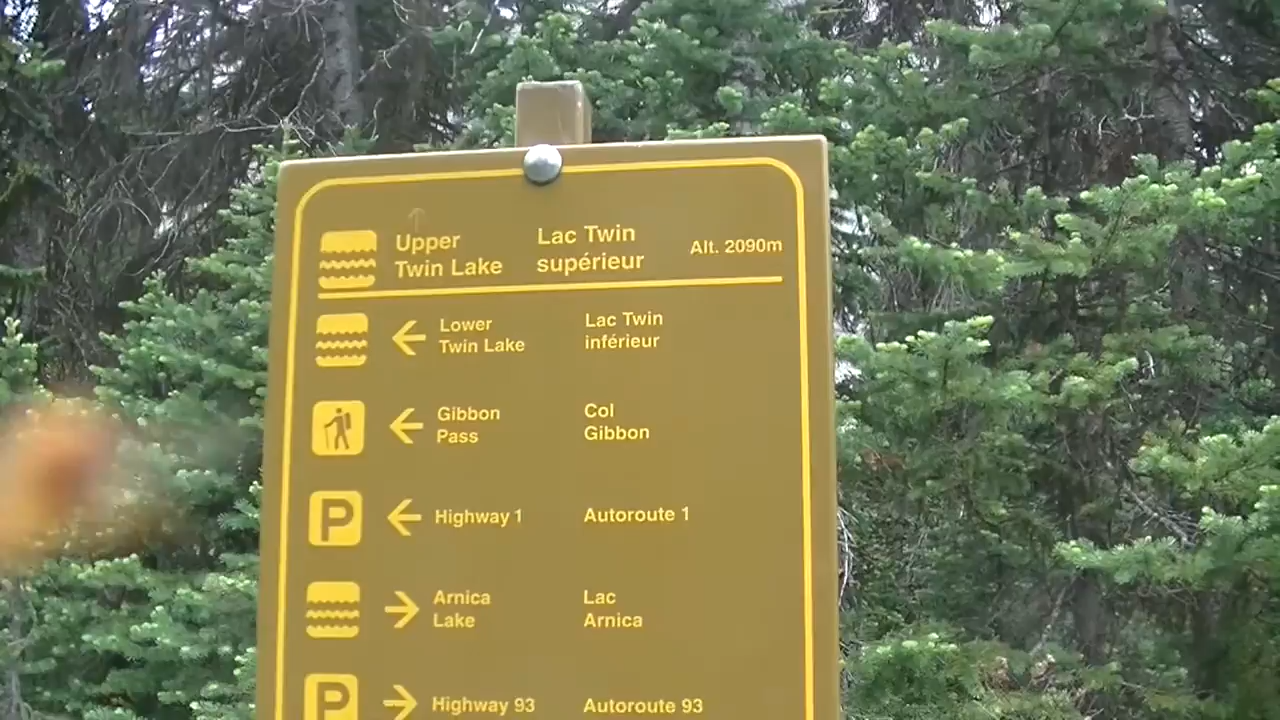 Upper Twin Lake
Lac Twin supérieur
Alt. 2090m
Lower Twin Lake
Lac Twin inférieur
Gibbon Pass
Col Gibbon
P
Highway 1
Autoroute 1
Arnica Lake
Lac Arnica
P
Highway 93
Autoroute 93